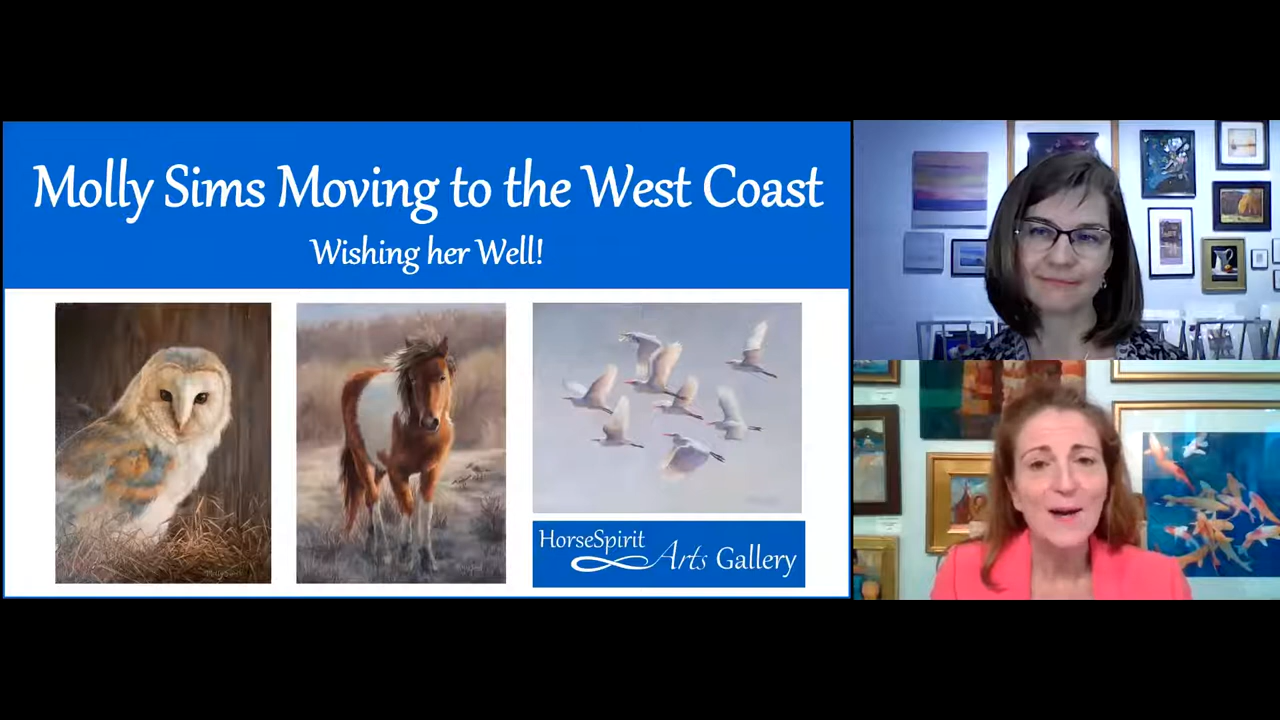 Molly Sims Moving to the West Coast
Wishing her Well!
HorseSpirit
Arts Gallery